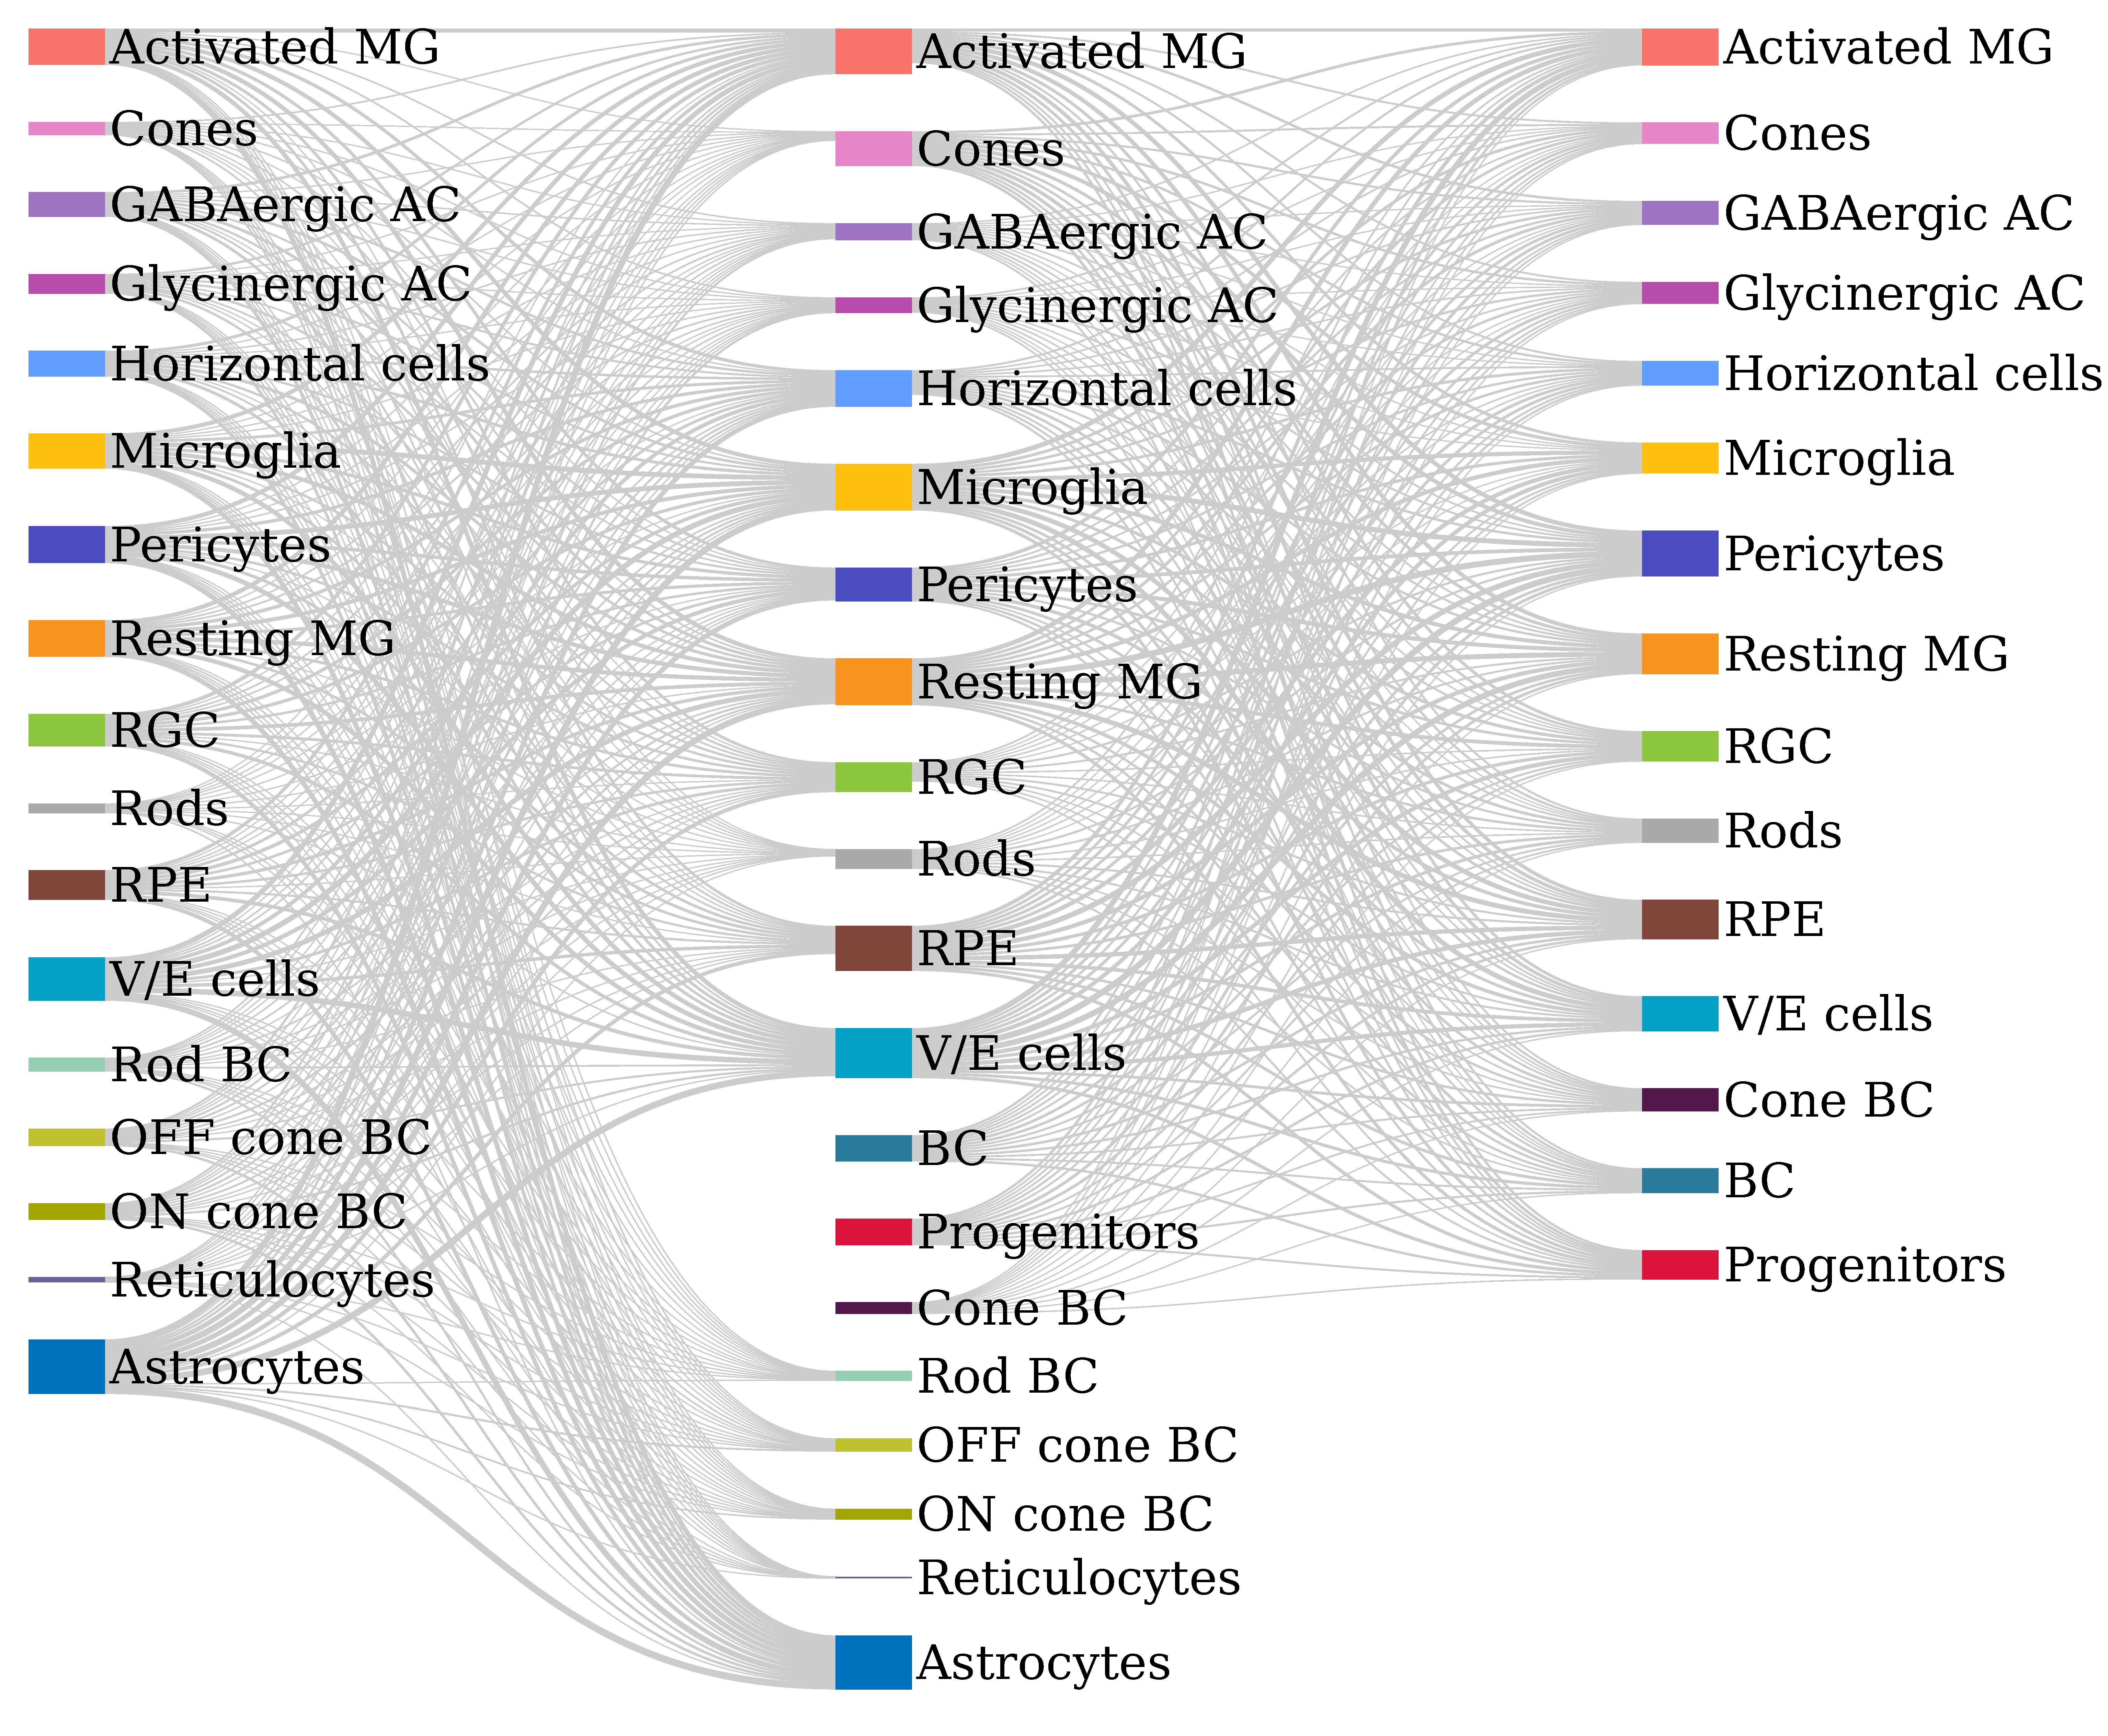 Activated MG
Cones
GABAergic AC
Glycinergic AC
Horizontal cells
Microglia
Pericytes
Resting MG
RGC
Rods
RPE
V/E cells
Rod BC
OFF cone BC
ON cone BC
Reticulocytes
Astrocytes
Activated MG
Cones
GABAergic AC
Glycinergic AC
Horizontal cells
Microglia
Pericytes
Resting MG
RGC
Rods
RPE
V/E cells
BC
Progenitors
Cone BC
Rod BC
OFF cone BC
ON cone BC
Reticulocytes
Astrocytes
Activated MG
Cones
GABAergic AC
Glycinergic AC
Horizontal cells
Microglia
Pericytes
Resting MG
RGC
Rods
RPE
V/E cells
Cone BC
BC
Progenitors